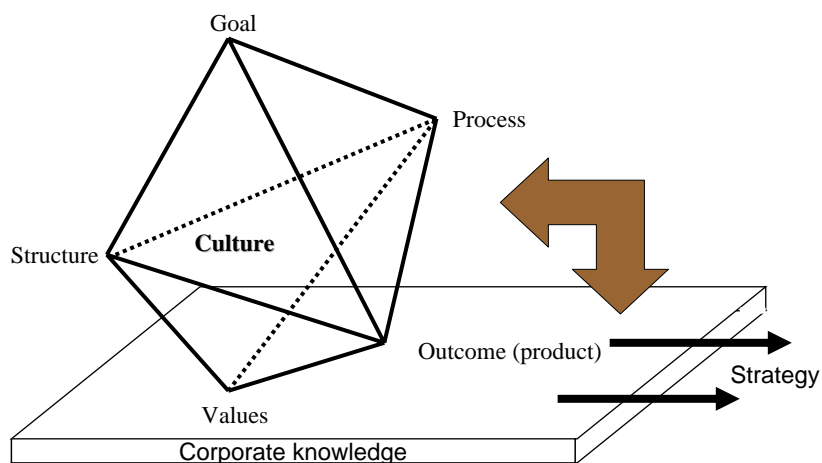 Goal
Process
Culture
Structure
Outcome (product)
Strategy
Values
Corporate knowledge